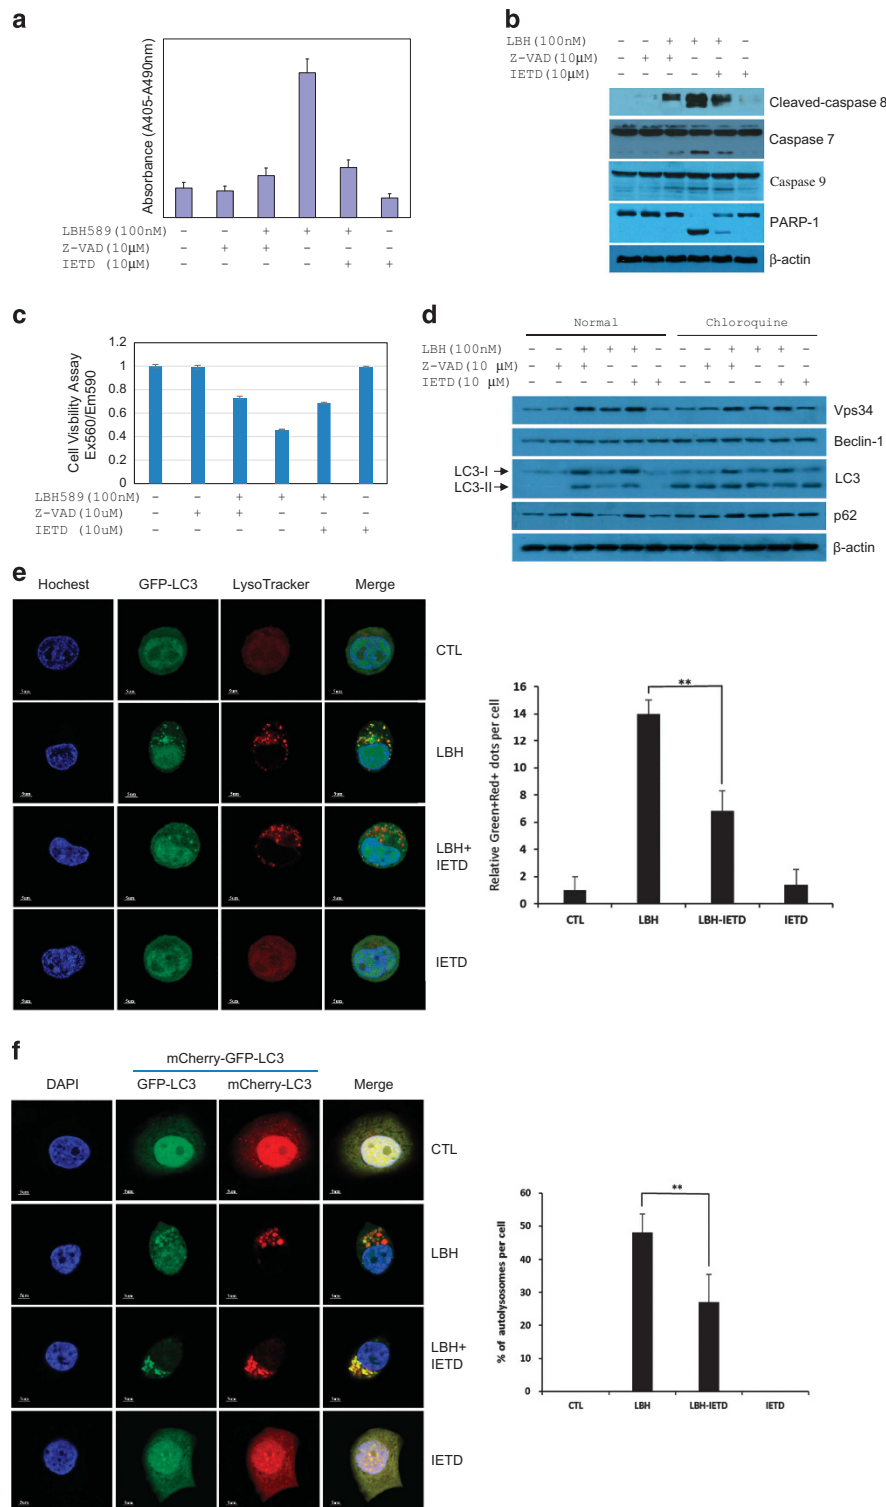 a
Absorbance (A405-A490nm)
LBH589(100nM) – – + + + –
Z-VAD(10μM) – + + – – –
IETD (10μM) – – – – + +
b
LBH(100nM) – – + + + –
Z-VAD(10μM) – + + – – –
IETD(10μM) – – – – + +
Cleaved-caspase 8
Caspase 7
Caspase 9
PARP-1
β-actin
c
Cell Visbility Assay
Ex560/Em590
1.2
1
0.8
0.6
0.4
0.2
0
LBH589(100nM) – – + + + –
Z-VAD(10uM) – + + – – –
IETD (10uM) – – – – + +
d
Normal Chloroquine
LBH(100nM) – – + + + – – – + + + –
Z-VAD(10 μM) – + + – – – – + + – – –
IETD(10 μM) – – – – + + – – – – + +
Vps34
Beclin-1
LC3-I
LC3-II
LC3
p62
β-actin
e
Hochest GFP-LC3 LysoTracker Merge
CTL
LBH
LBH+
IETD
IETD
Relative Green+Red+ dots per cell
16
14
12
10
8
6
4
2
0
**
CTL LBH LBH-IETD IETD
f
mCherry-GFP-LC3
DAPI GFP-LC3 mCherry-LC3 Merge
CTL
LBH
LBH+
IETD
IETD
% of autolysosomes per cell
60
50
40
30
20
10
0
**
CTL LBH LBH-IETD IETD